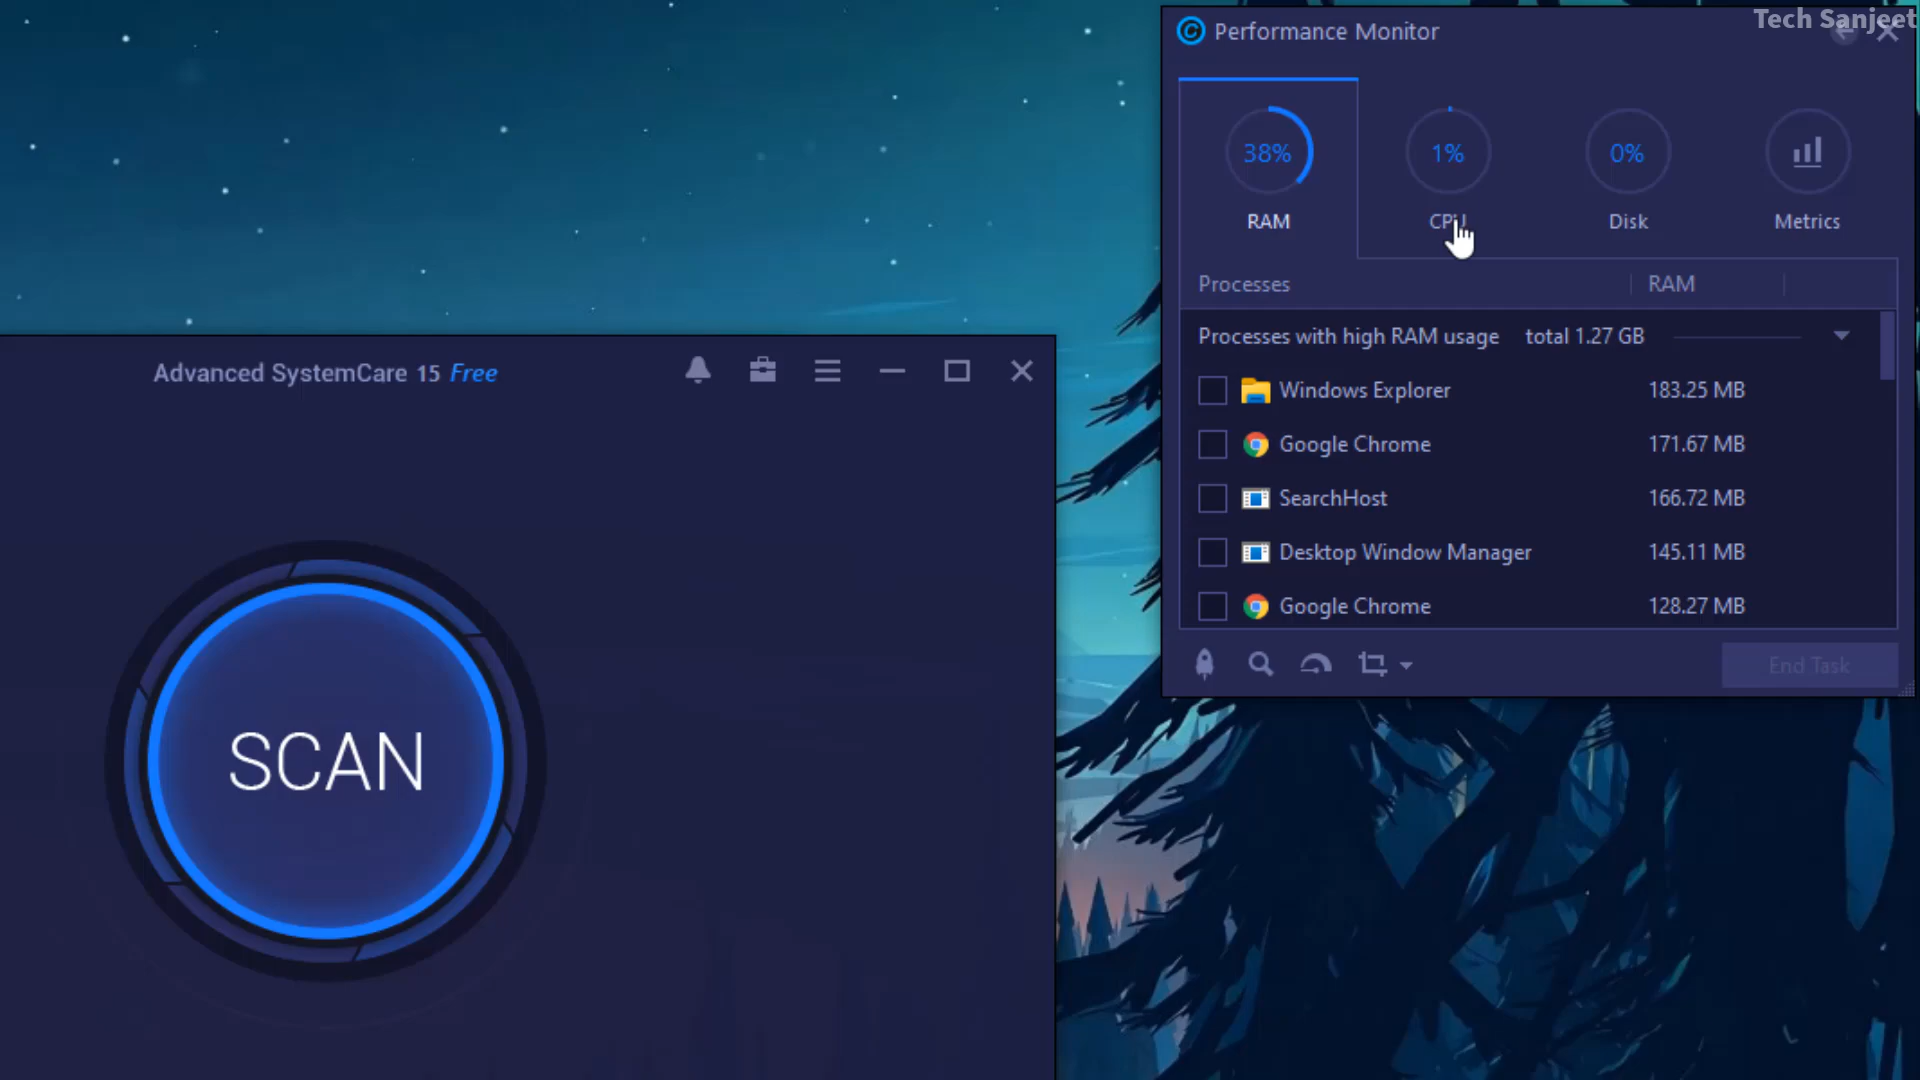 Tech Sanjeet
Performance Monitor
38%
1%
0%
RAM
CPU
Disk
Metrics
Processes
RAM
Processes with high RAM usage total 1.27 GB
Windows Explorer 183.25 MB
Google Chrome 171.67 MB
SearchHost 166.72 MB
Desktop Window Manager 145.11 MB
Google Chrome 128.27 MB
End Task
Advanced SystemCare 15 Free
SCAN